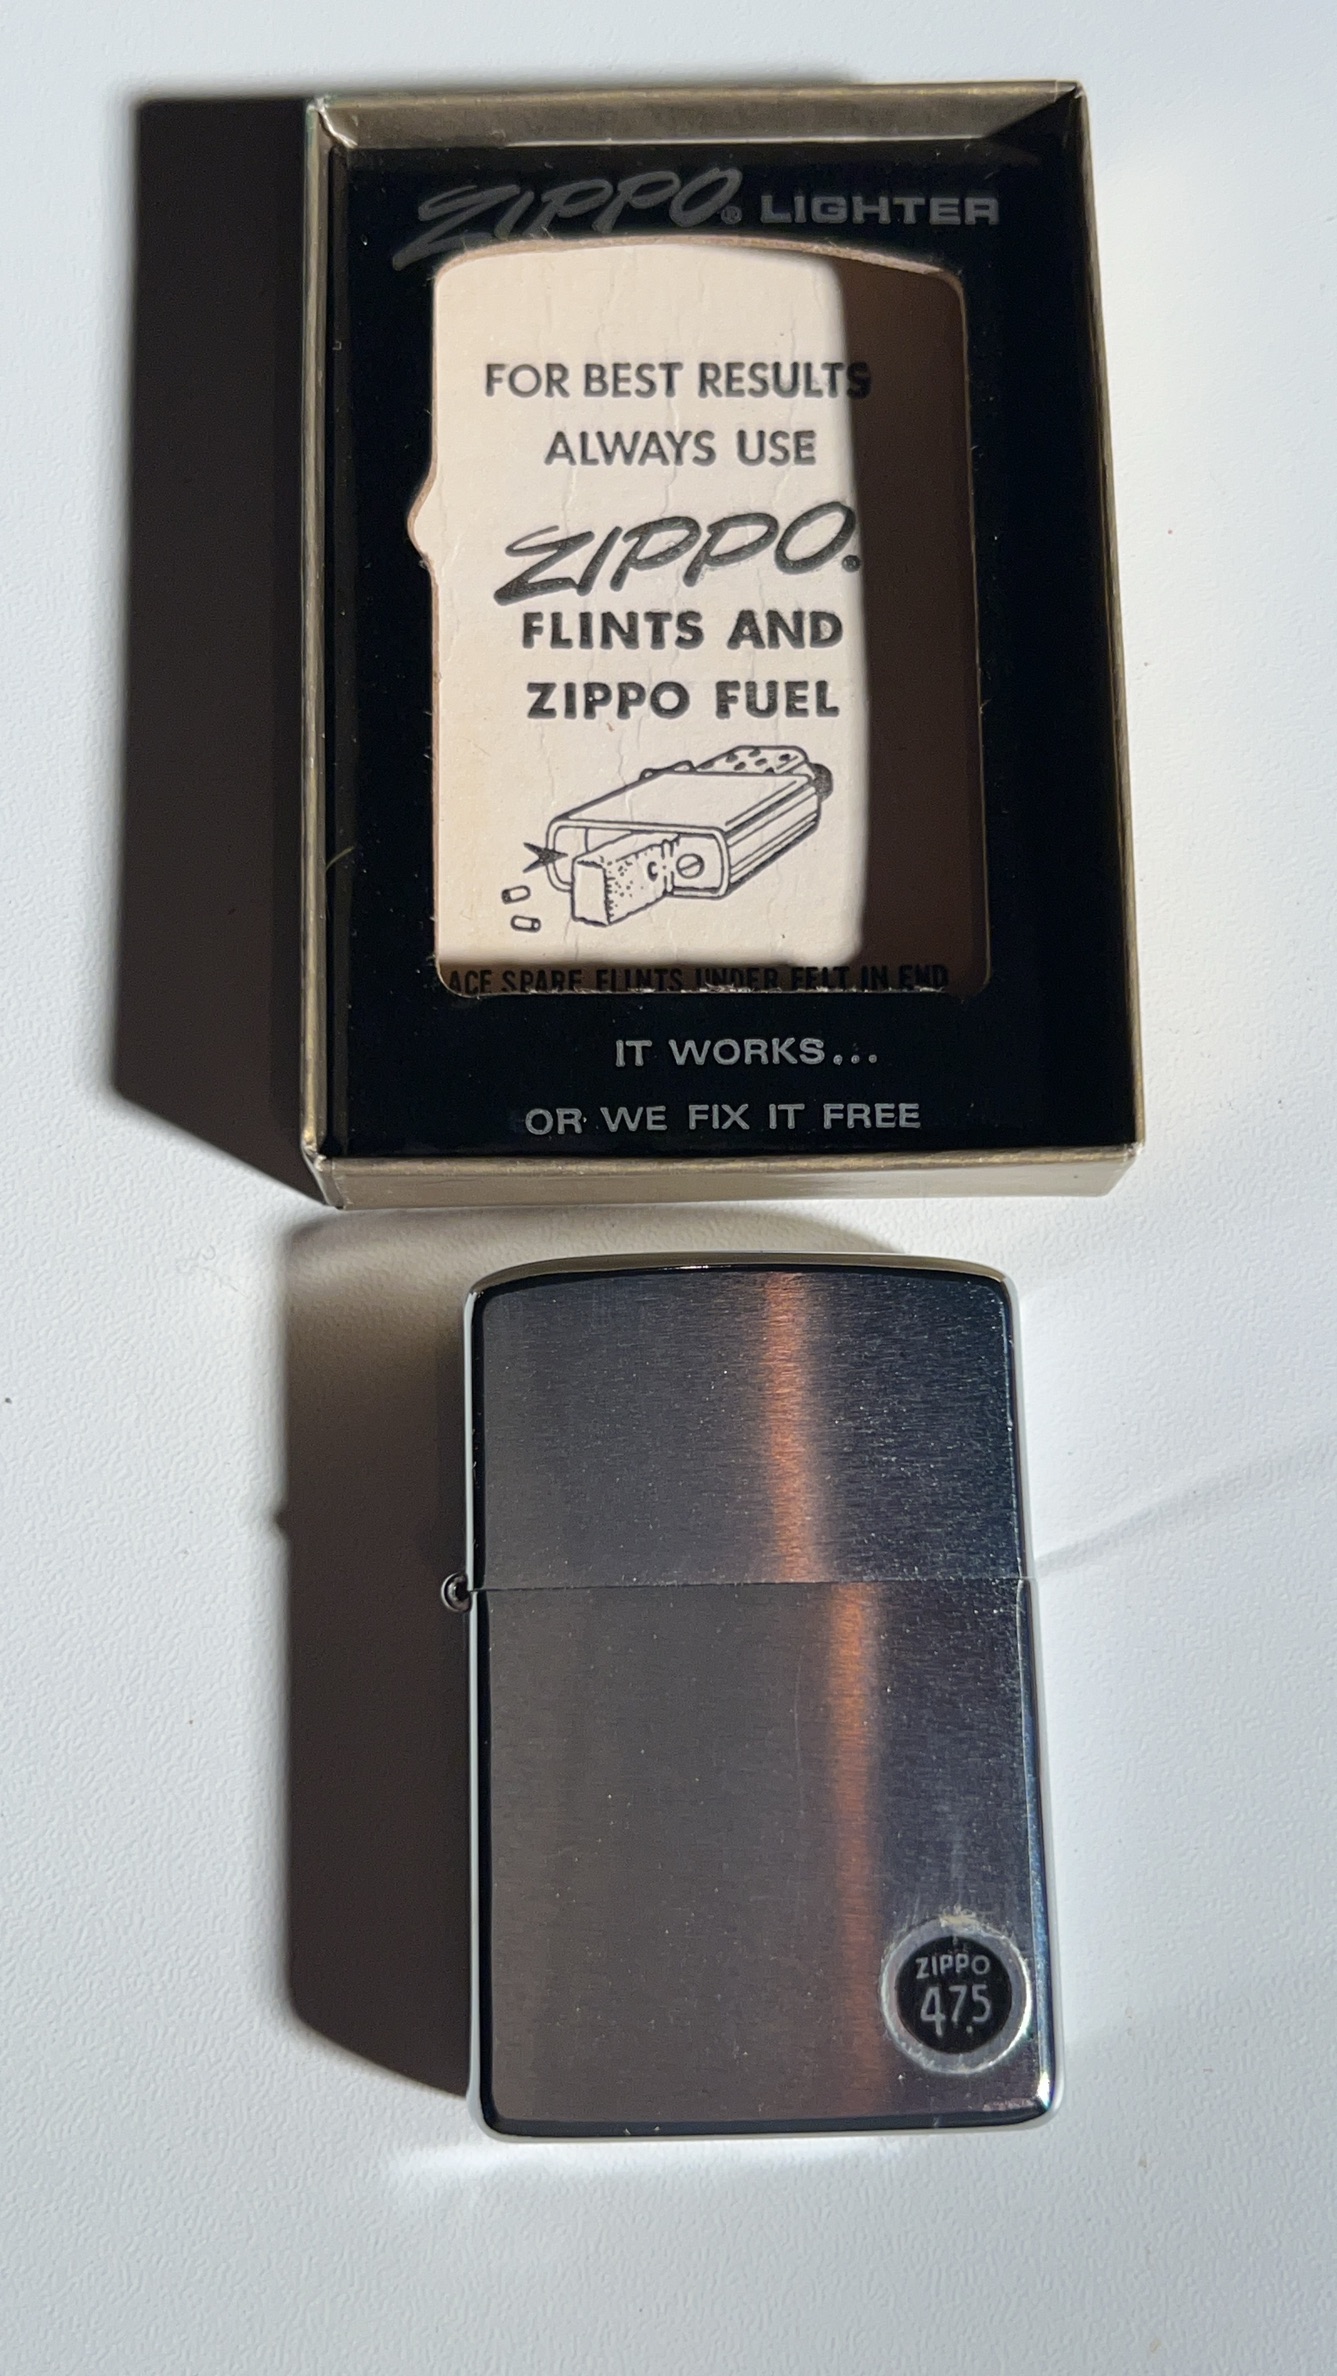 ZIPPO® LIGHTER
FOR BEST RESULTS
ALWAYS USE
ZIPPO®
FLINTS AND
ZIPPO FUEL
ACE SPARE FLINTS UNDER FELT IN END
IT WORKS...
OR WE FIX IT FREE
ZIPPO
4.75